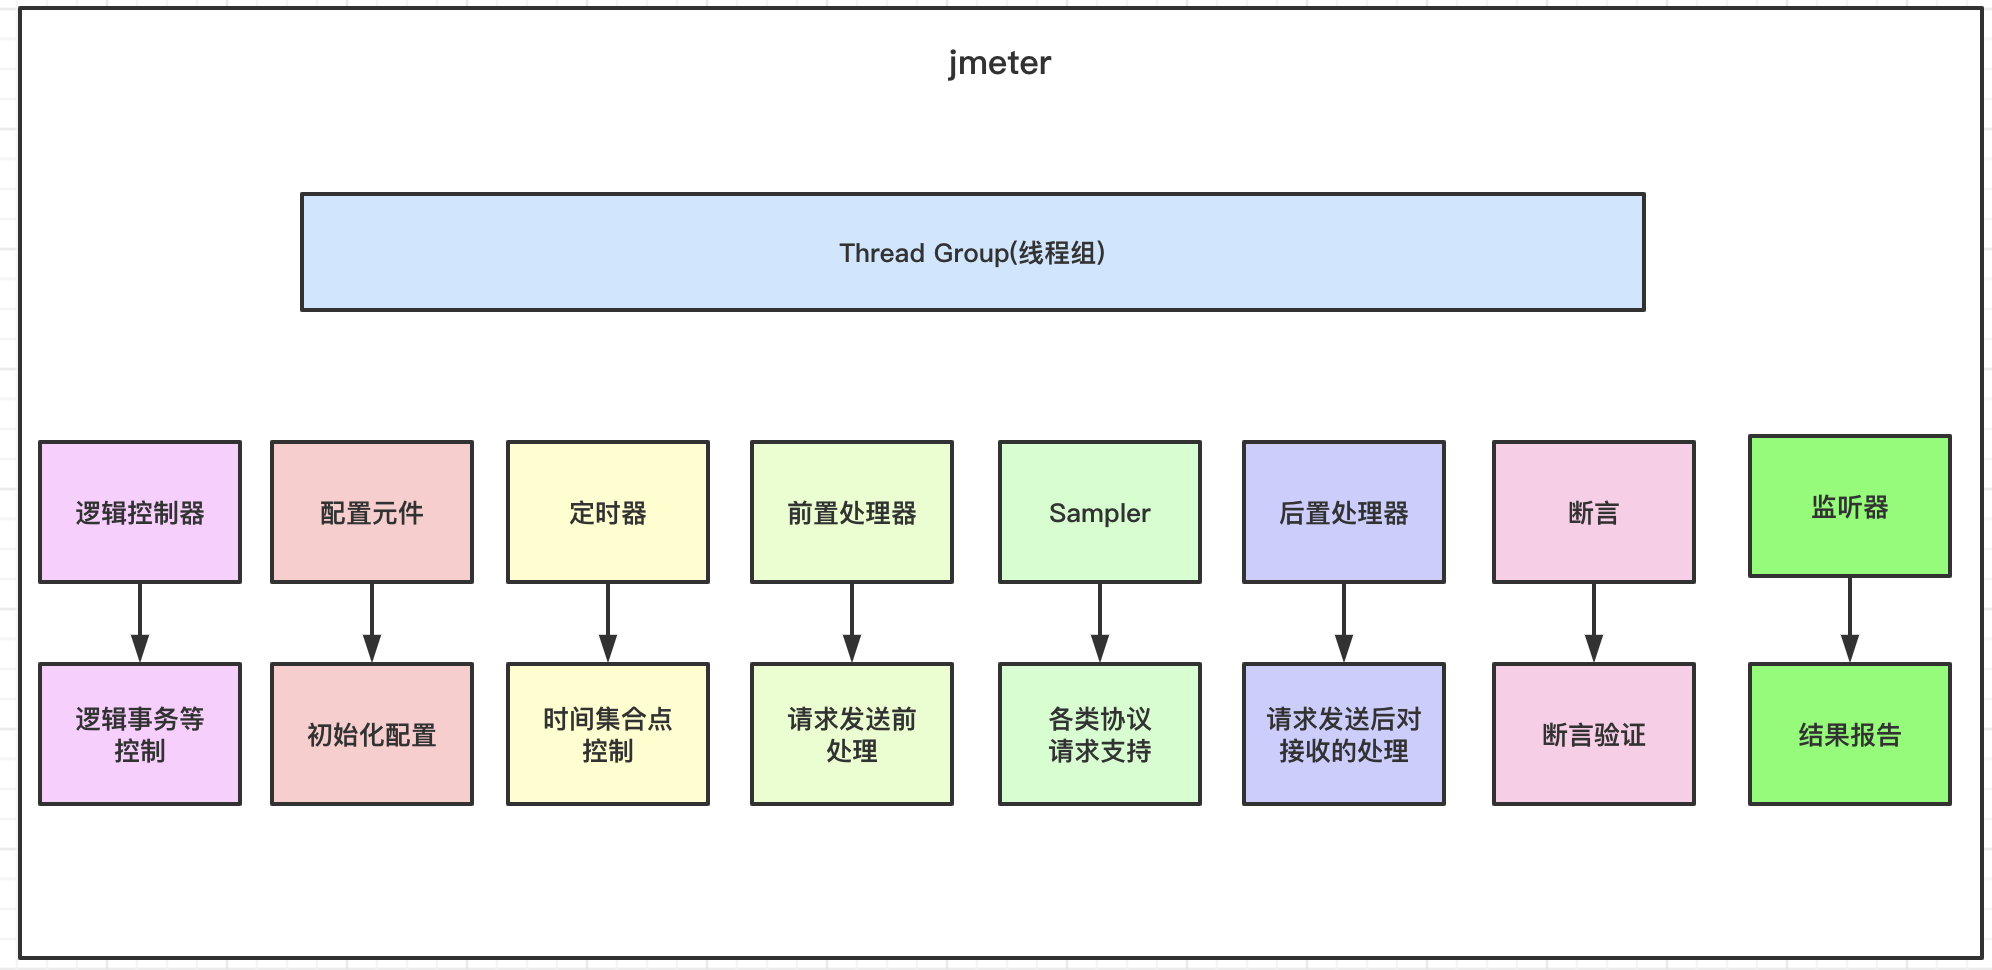 jmeter
Thread Group(线程组)
逻辑控制器
配置元件
定时器
前置处理器
Sampler
后置处理器
断言
监听器
逻辑事务等
控制
初始化配置
时间集合点
控制
请求发送前
处理
各类协议
请求支持
请求发送后对
接收的处理
断言验证
结果报告